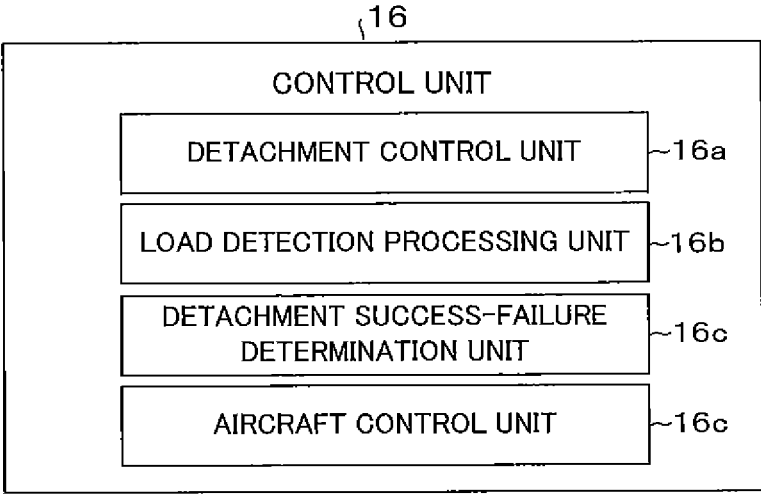 16
CONTROL UNIT
DETACHMENT CONTROL UNIT
16a
LOAD DETECTION PROCESSING UNIT
16b
DETACHMENT SUCCESS-FAILURE
DETERMINATION UNIT
16c
AIRCRAFT CONTROL UNIT
16c